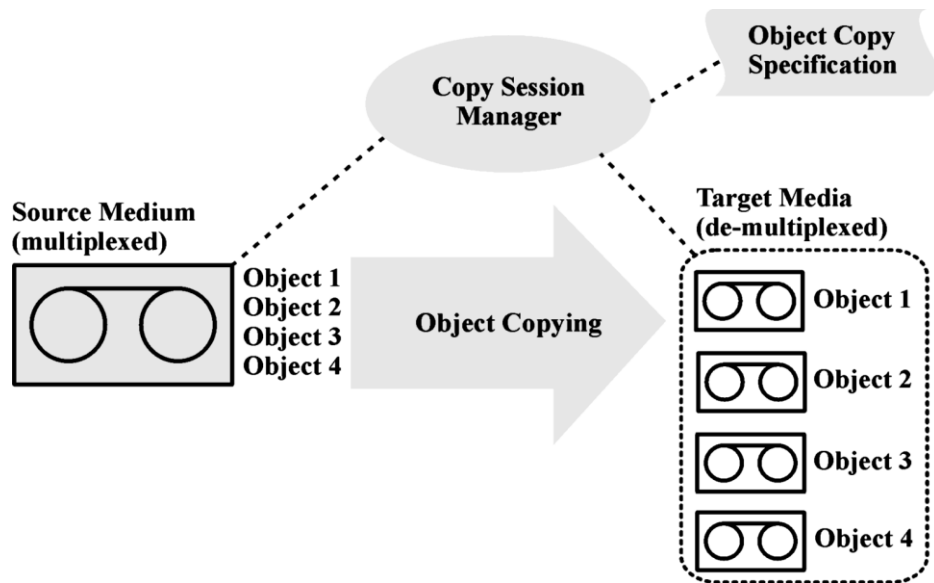 Object Copy
Specification
Copy Session
Manager
Source Medium
(multiplexed)
Object 1
Object 2
Object 3
Object 4
Object Copying
Target Media
(de-multiplexed)
Object 1
Object 2
Object 3
Object 4